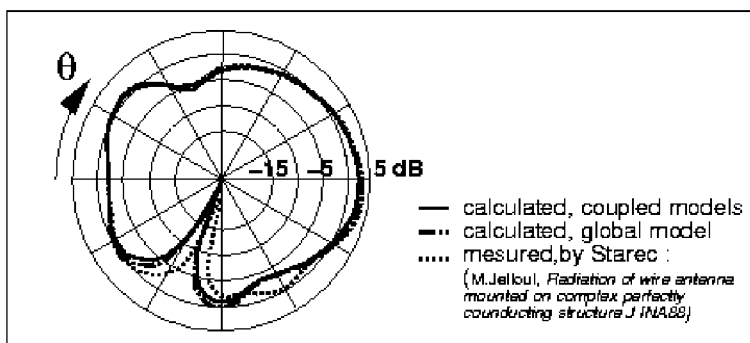 θ
−15 −5 5 dB
calculated, coupled models
calculated, global model
mesured,by Starec :
(M.Jelloul, Radiation of wire antenna
mounted on complex perfectly
counducting structure J INA88)